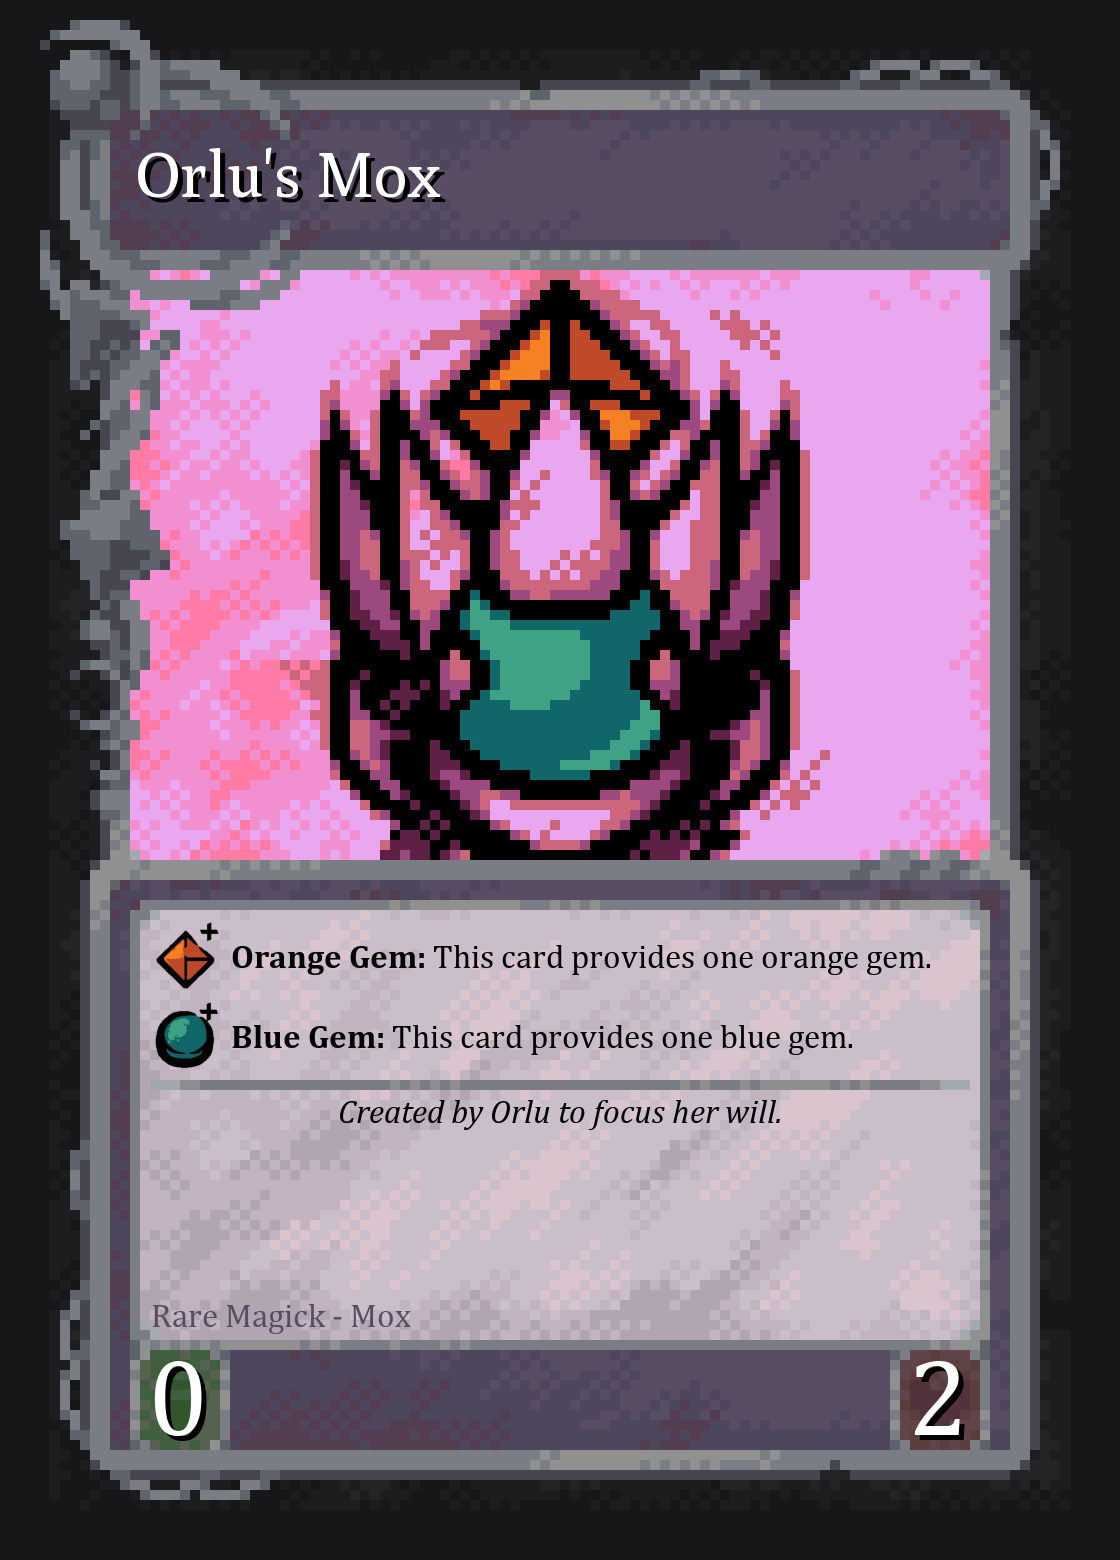 Orlu's Mox
Orange Gem: This card provides one orange gem.
Blue Gem: This card provides one blue gem.
Created by Orlu to focus her will.
Rare Magick - Mox
0
2